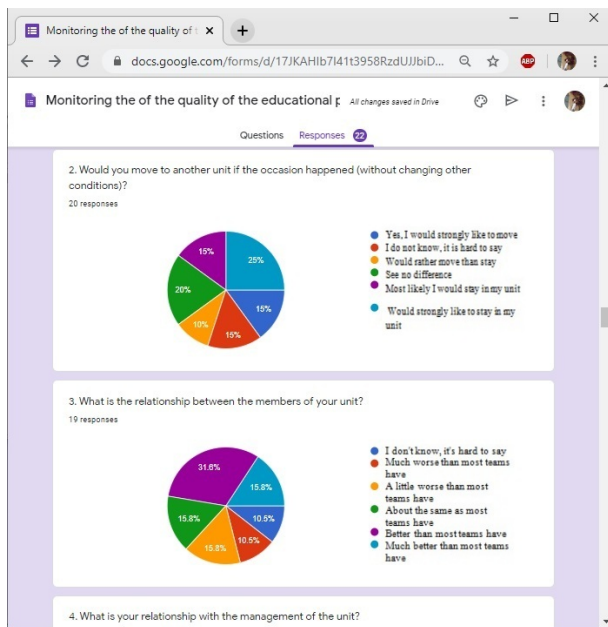 Monitoring the of the quality of t
docs.google.com/forms/d/17JKAHlb7l41t3958RzdUJJbiD...
ABP
Monitoring the of the quality of the educational p
All changes saved in Drive
Questions Responses 22
2. Would you move to another unit if the occasion happened (without changing other
conditions)?
20 responses
15%
25%
20%
15%
10%
15%
Yes, I would strongly like to move
I do not know, it is hard to say
Would rather move than stay
See no difference
Most likely I would stay in my unit
Would strongly like to stay in my
unit
3. What is the relationship between the members of your unit?
19 responses
31.6%
15.8%
15.8%
10.5%
15.8%
10.5%
I don't know, it's hard to say
Much worse than most teams
have
A little worse than most
teams have
About the same as most
teams have
Better than most teams have
Much better than most teams
have
4. What is your relationship with the management of the unit?